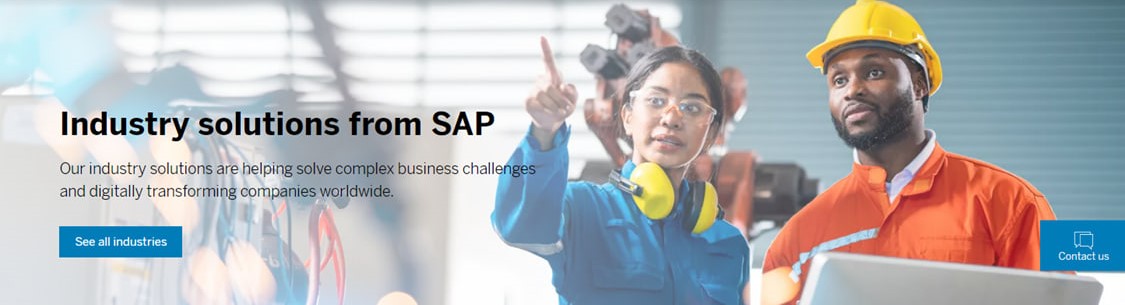 Industry solutions from SAP
Our industry solutions are helping solve complex business challenges
and digitally transforming companies worldwide.
See all industries
Contact us